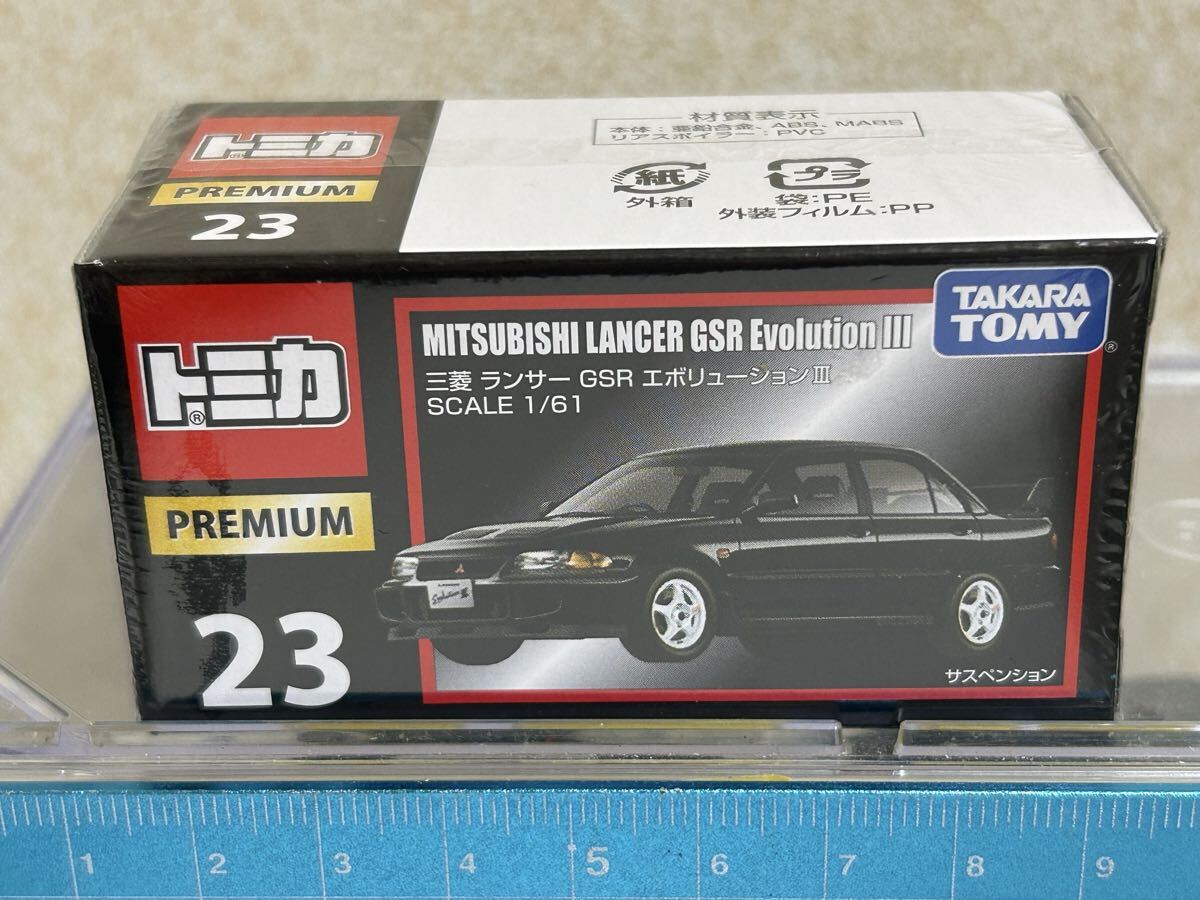 トミカ®
PREMIUM
23
材質表示
本体:亜鉛合金、ABS、MABS
リアスポイラー:PVC
紙
外箱
プラ
袋:PE
外装フィルム:PP
トミカ®
PREMIUM
23
MITSUBISHI LANCER GSR Evolution III
三菱 ランサー GSR エボリューションⅢ
SCALE 1/61
TAKARA TOMY®
Evolution III
サスペンション
1 2 3 4 5 6 7 8 9